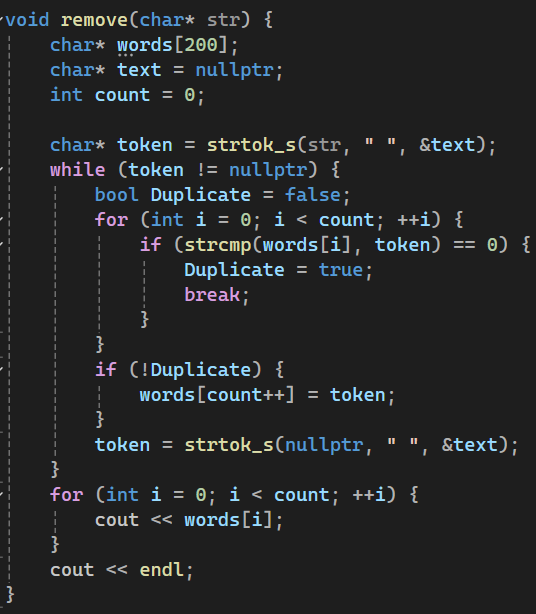 void remove(char* str) {
    char* words[200];
    char* text = nullptr;
    int count = 0;

    char* token = strtok_s(str, " ", &text);
    while (token != nullptr) {
        bool Duplicate = false;
        for (int i = 0; i < count; ++i) {
            if (strcmp(words[i], token) == 0) {
                Duplicate = true;
                break;
            }
        }
        if (!Duplicate) {
            words[count++] = token;
        }
        token = strtok_s(nullptr, " ", &text);
    }
    for (int i = 0; i < count; ++i) {
        cout << words[i];
    }
    cout << endl;
}